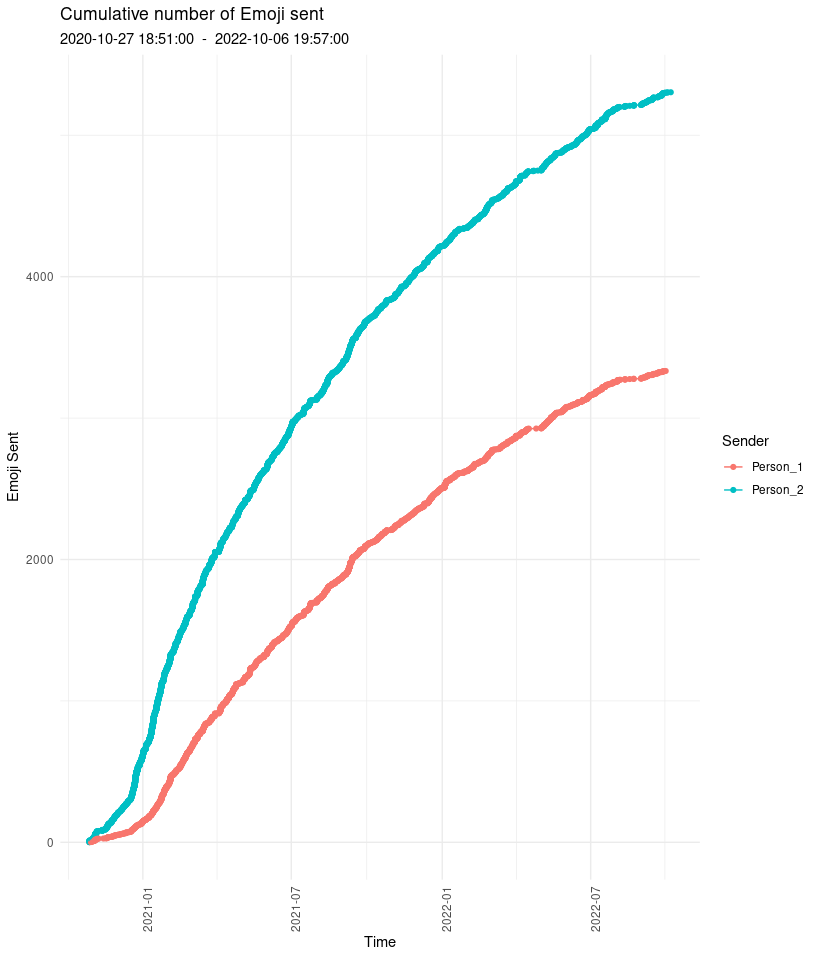 Cumulative number of Emoji sent
2020-10-27 18:51:00 - 2022-10-06 19:57:00
Emoji Sent
4000
2000
0
2021-01
2021-07
2022-01
2022-07
Time
Sender
Person_1
Person_2